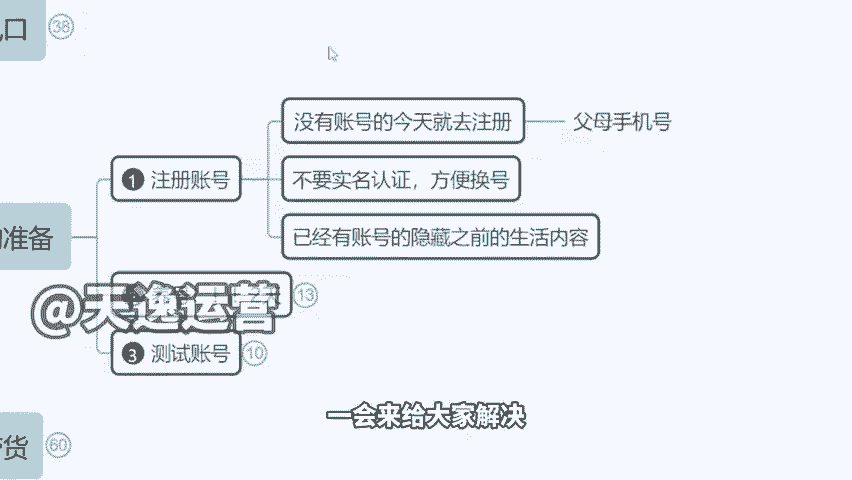 口
38
没有账号的今天就去注册
父母手机号
1 注册账号
不要实名认证，方便换号
准备
已经有账号的隐藏之前的生活内容
13
@天逸运营
3 测试账号
10
一会来给大家解决
货
60